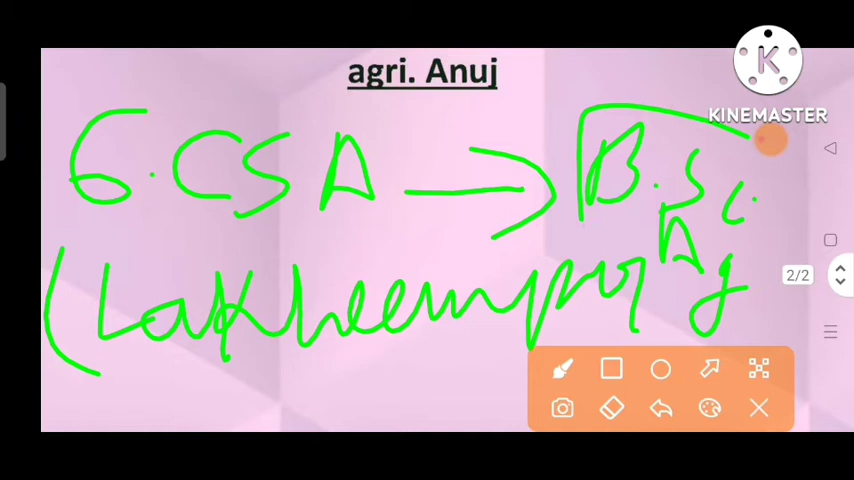 agri. Anuj
KINEMASTER
6. CSA → B.Sc.
Ag
(Lakheempur
2/2